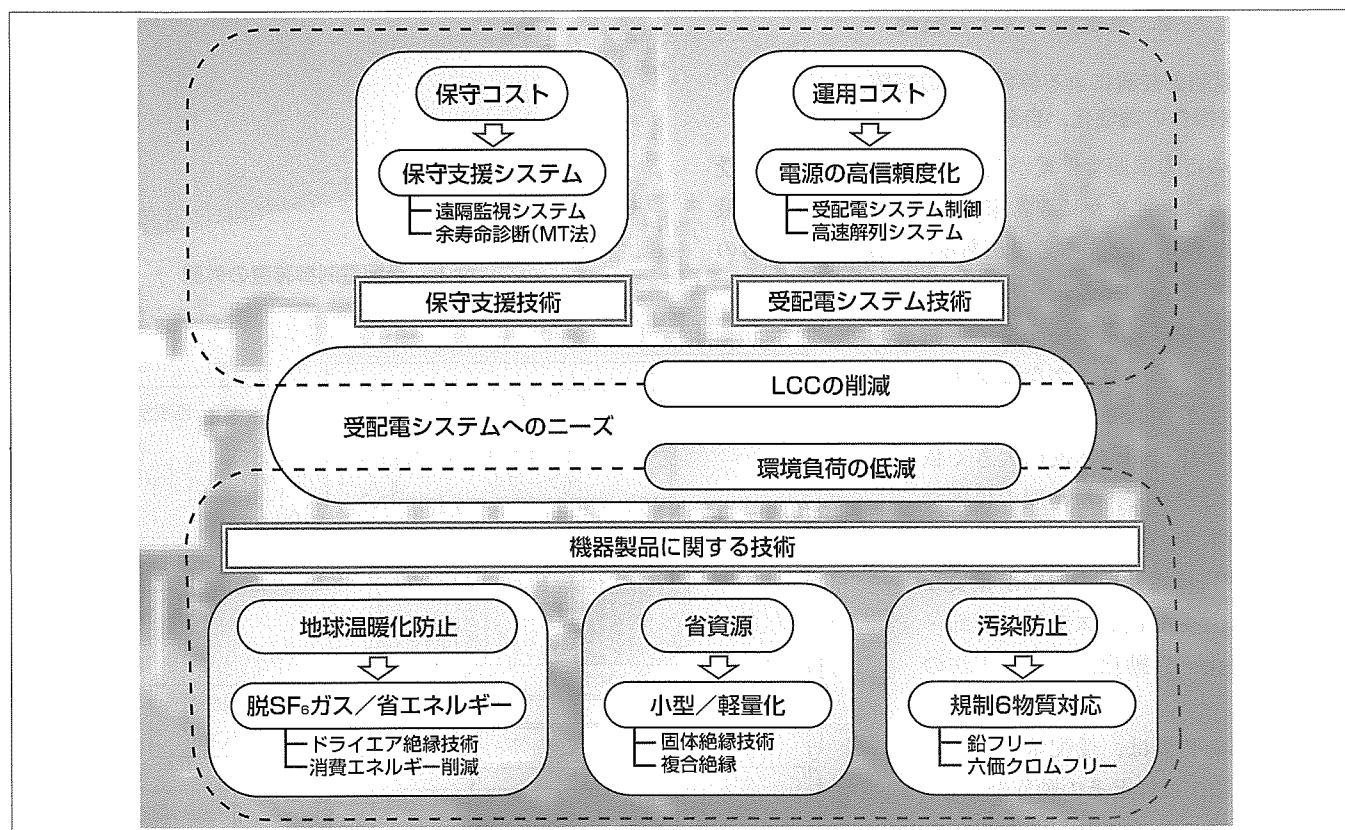 保守コスト
運用コスト
保守支援システム
電源の高信頼度化
遠隔監視システム
余寿命診断(MT法)
受配電システム制御
高速解列システム
保守支援技術
受配電システム技術
LCCの削減
受配電システムへのニーズ
環境負荷の低減
機器製品に関する技術
地球温暖化防止
省資源
汚染防止
脱SF₆ガス／省エネルギー
小型／軽量化
規制6物質対応
ドライエア絶縁技術
消費エネルギー削減
固体絶縁技術
複合絶縁
鉛フリー
六価クロムフリー